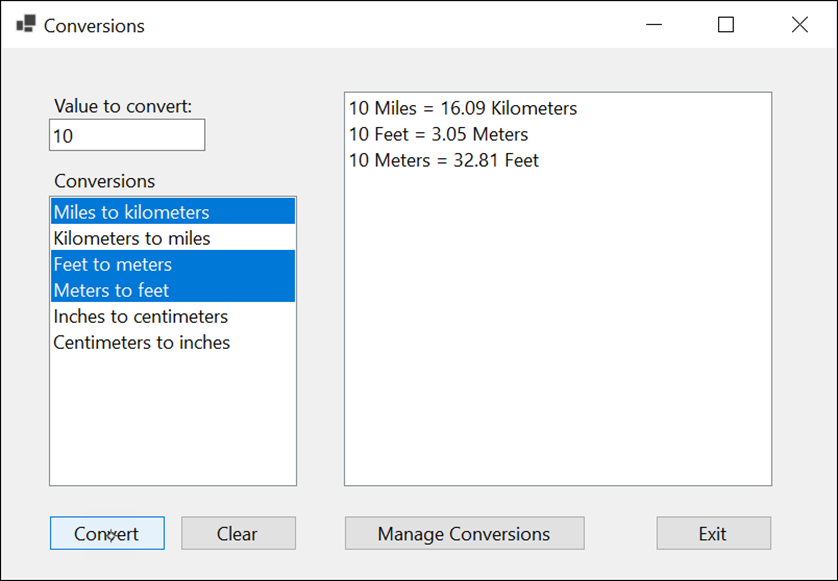 Conversions
Value to convert:
10
Conversions
Miles to kilometers
Kilometers to miles
Feet to meters
Meters to feet
Inches to centimeters
Centimeters to inches
10 Miles = 16.09 Kilometers
10 Feet = 3.05 Meters
10 Meters = 32.81 Feet
Convert
Clear
Manage Conversions
Exit